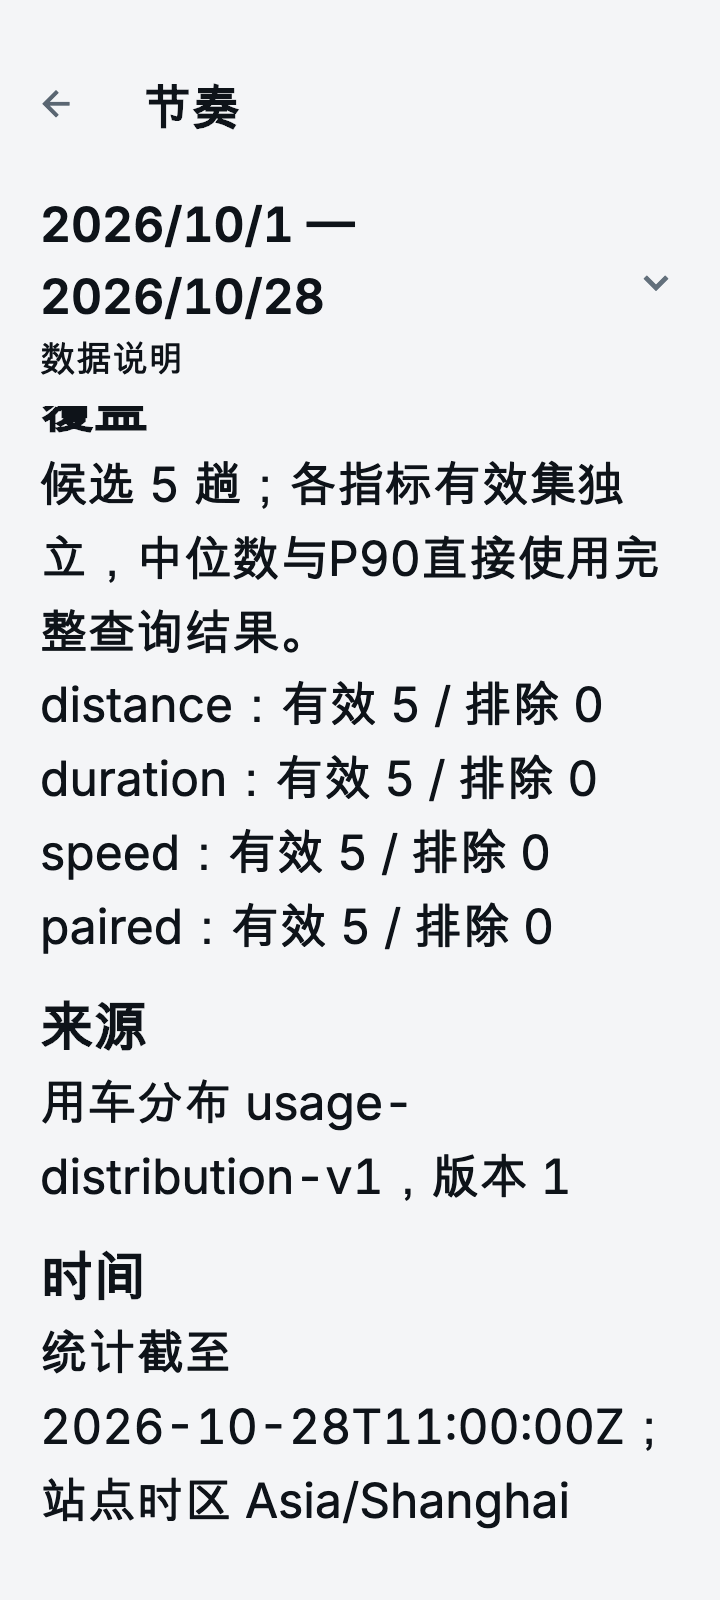 节奏
2026/10/1 —
2026/10/28
数据说明
覆盖
候选 5 趟；各指标有效集独
立，中位数与P90直接使用完
整查询结果。
distance：有效 5 / 排除 0
duration：有效 5 / 排除 0
speed：有效 5 / 排除 0
paired：有效 5 / 排除 0
来源
用车分布 usage-
distribution-v1，版本 1
时间
统计截至
2026-10-28T11:00:00Z；
站点时区 Asia/Shanghai